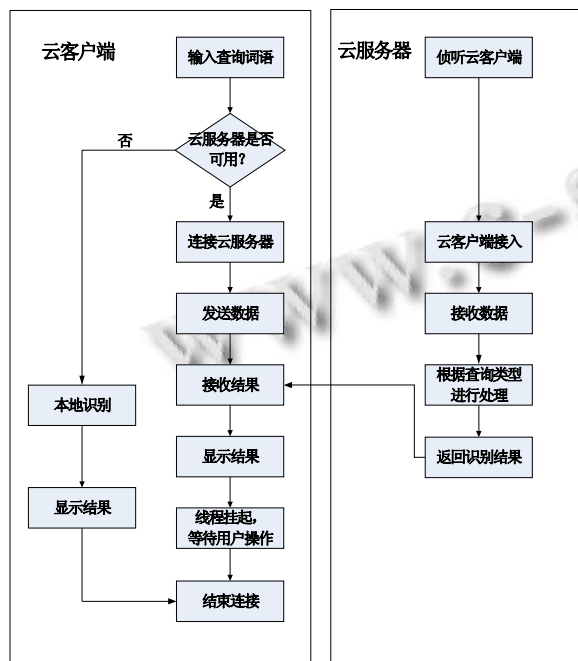 云客户端
输入查询词语
云服务器是否
可用？
否
是
连接云服务器
发送数据
接收结果
显示结果
线程挂起，
等待用户操作
结束连接
本地识别
显示结果
云服务器
侦听云客户端
云客户端接入
接收数据
根据查询类型
进行处理
返回识别结果
www.c-s